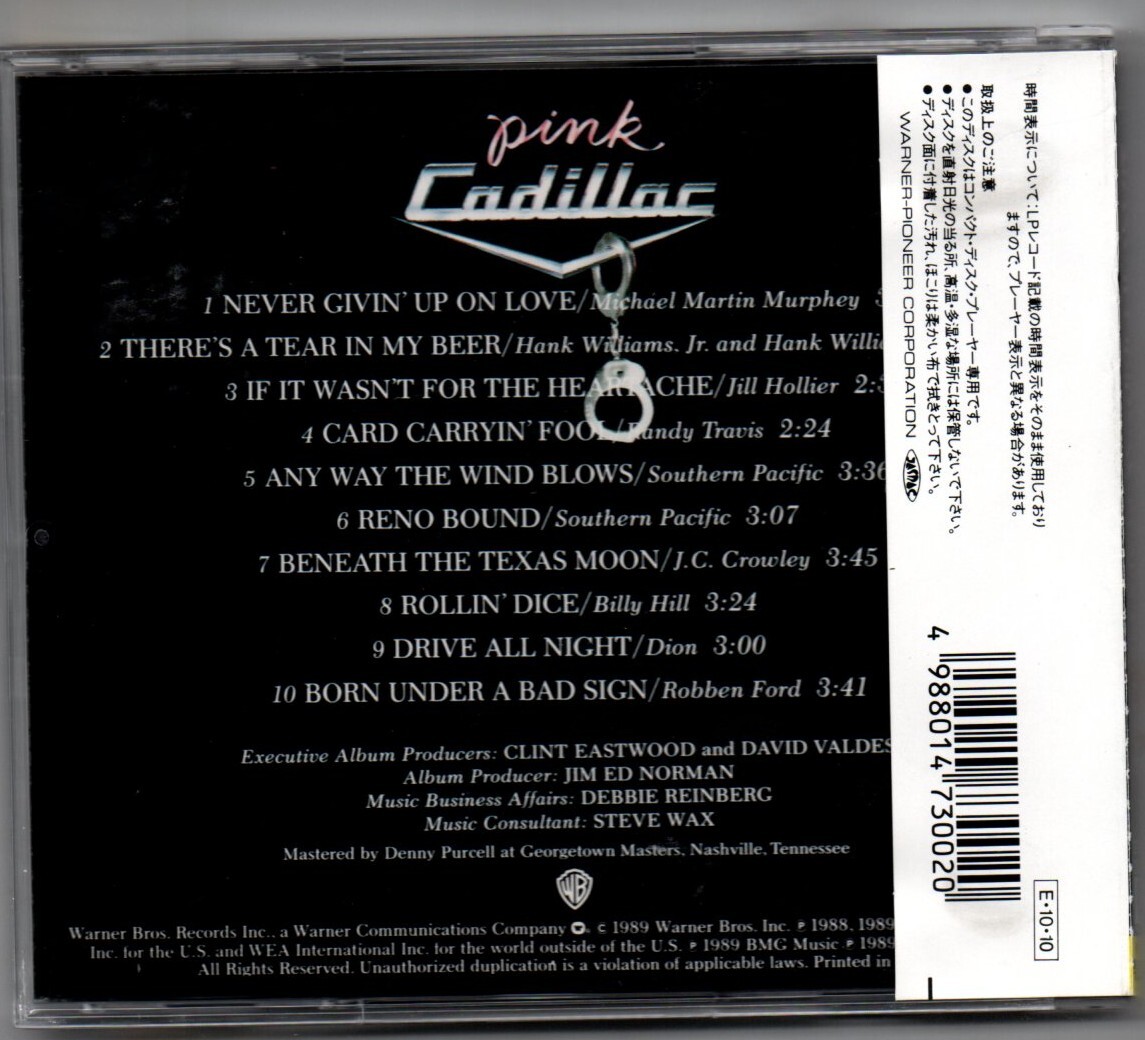 pink
Cadillac
1 NEVER GIVIN' UP ON LOVE/Michael Martin Murphey
2 THERE'S A TEAR IN MY BEER/Hank Williams. Jr. and Hank
3 IF IT WASN'T FOR THE HEARTACHE/Jill Hollier
4 CARD CARRYIN' FOOL/Randy Travis 2:24
5 ANY WAY THE WIND BLOWS/Southern Pacific 3:36
6 RENO BOUND/Southern Pacific 3:07
7 BENEATH THE TEXAS MOON/J.C. Crowley 3:45
8 ROLLIN' DICE/Billy Hill 3:24
9 DRIVE ALL NIGHT/Dion 3:00
10 BORN UNDER A BAD SIGN/Robben Ford 3:41
Executive Album Producers: CLINT EASTWOOD and DAVID VALDES
Album Producer: JIM ED NORMAN
Music Business Affairs: DEBBIE REINBERG
Music Consultant: STEVE WAX
Mastered by Denny Purcell at Georgetown Masters, Nashville, Tennessee
WB
Warner Bros. Records Inc., a Warner Communications Company © 1989 Warner Bros. Inc. ℗ 1988, 1989
Inc. for the U.S. and WEA International Inc. for the world outside of the U.S. ℗ 1989 BMG Music ℗ 1989
All Rights Reserved. Unauthorized duplication is a violation of applicable laws. Printed in
時間表示について:LPレコード記載の時間表示をそのまま使用しており
ますので、プレーヤー表示と異なる場合があります。
取扱上のご注意
●このディスクはコンパクト・ディスク・プレーヤー専用です。
●ディスクを直射日光の当る所、高温・多湿な場所には保管しないで下さい。
●ディスク面に付着した汚れ、ほこりは柔かい布で拭きとって下さい。
WARNER-PIONEER CORPORATION JASRAC
4 988014 730020
E・10・10